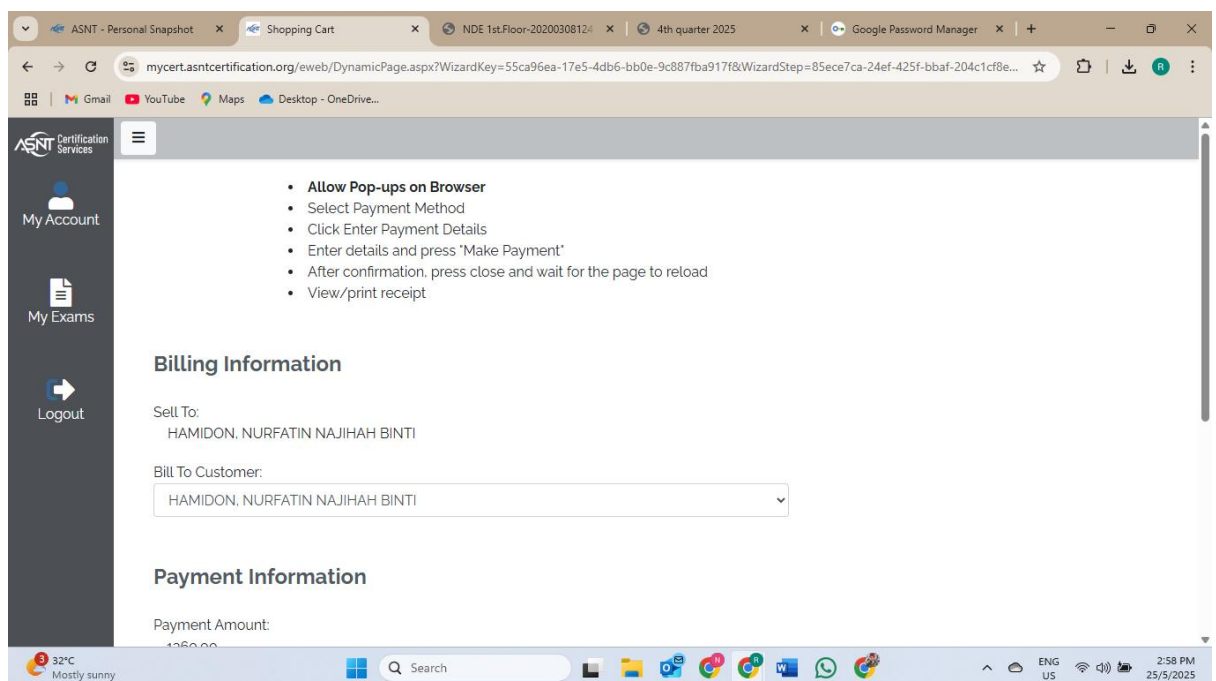 ASNT - Personal Snapshot
Shopping Cart
NDE 1st.Floor-20200308124
4th quarter 2025
Google Password Manager
mycert.asntcertification.org/eweb/DynamicPage.aspx?WizardKey=55ca96ea-17e5-4db6-bb0e-9c887fba917f&WizardStep=85ece7ca-24ef-425f-bbaf-204c1cf8e...
R
Gmail
YouTube
Maps
Desktop - OneDrive...
ASNT Certification
Services
My Account
My Exams
Logout
• Allow Pop-ups on Browser
• Select Payment Method
• Click Enter Payment Details
• Enter details and press "Make Payment"
• After confirmation, press close and wait for the page to reload
• View/print receipt
Billing Information
Sell To:
HAMIDON, NURFATIN NAJIHAH BINTI
Bill To Customer:
HAMIDON, NURFATIN NAJIHAH BINTI
Payment Information
Payment Amount:
3
32°C
Mostly sunny
Search
ENG
US
2:58 PM
25/5/2025